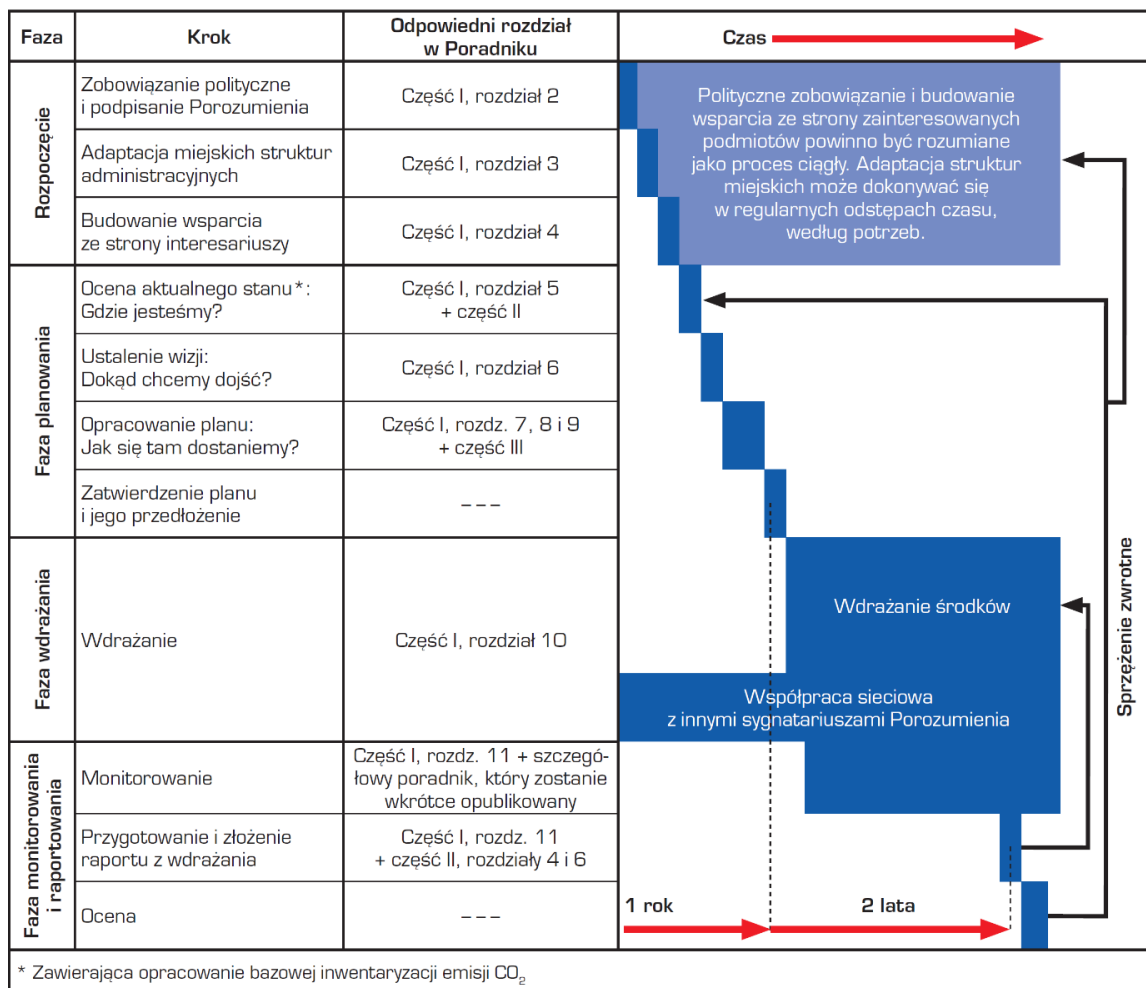 Faza
Krok
Odpowiedni rozdział
w Poradniku
Czas
Rozpoczęcie
Zobowiązanie polityczne
i podpisanie Porozumienia
Część I, rozdział 2
Adaptacja miejskich struktur
administracyjnych
Część I, rozdział 3
Budowanie wsparcia
ze strony interesariuszy
Część I, rozdział 4
Polityczne zobowiązanie i budowanie
wsparcia ze strony zainteresowanych
podmiotów powinno być rozumiane
jako proces ciągły. Adaptacja struktur
miejskich może dokonywać się
w regularnych odstępach czasu,
według potrzeb.
Faza planowania
Ocena aktualnego stanu*:
Gdzie jesteśmy?
Część I, rozdział 5
+ część II
Ustalenie wizji:
Dokąd chcemy dojść?
Część I, rozdział 6
Opracowanie planu:
Jak się tam dostaniemy?
Część I, rozdz. 7, 8 i 9
+ część III
Zatwierdzenie planu
i jego przedłożenie
–––
Faza wdrażania
Wdrażanie
Część I, rozdział 10
Wdrażanie środków
Współpraca sieciowa
z innymi sygnatariuszami Porozumienia
Sprzężenie zwrotne
Faza monitorowania
i raportowania
Monitorowanie
Część I, rozdz. 11 + szczegó-
łowy poradnik, który zostanie
wkrótce opublikowany
Przygotowanie i złożenie
raportu z wdrażania
Część I, rozdz. 11
+ część II, rozdziały 4 i 6
Ocena
–––
1 rok
2 lata
* Zawierająca opracowanie bazowej inwentaryzacji emisji CO₂